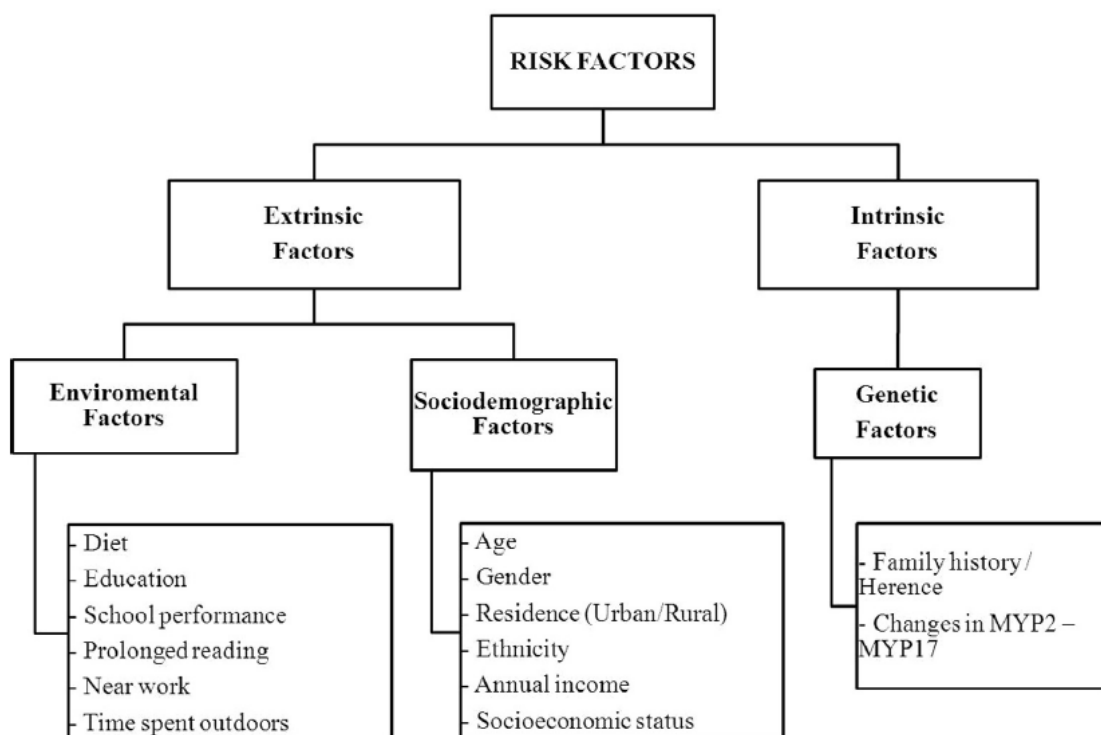 RISK FACTORS
Extrinsic
Factors
Intrinsic
Factors
Enviromental
Factors
Sociodemographic
Factors
Genetic
Factors
- Diet
- Education
- School performance
- Prolonged reading
- Near work
- Time spent outdoors
- Age
- Gender
- Residence (Urban/Rural)
- Ethnicity
- Annual income
- Socioeconomic status
- Family history /
Herence
- Changes in MYP2 –
MYP17